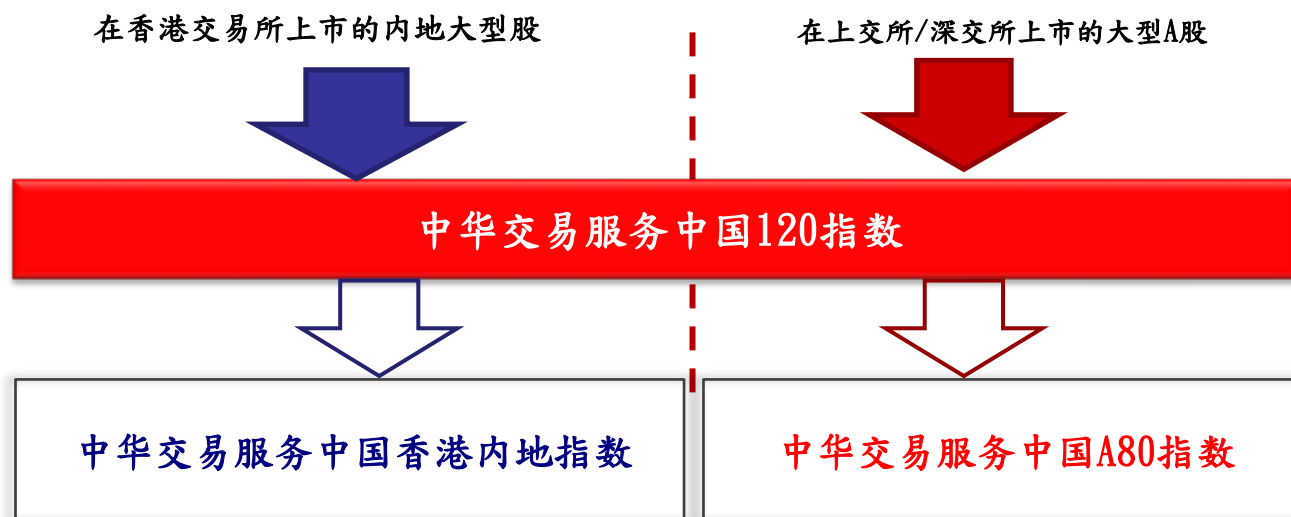 在香港交易所上市的内地大型股
在上交所/深交所上市的大型A股
中华交易服务中国120指数
中华交易服务中国香港内地指数
中华交易服务中国A80指数